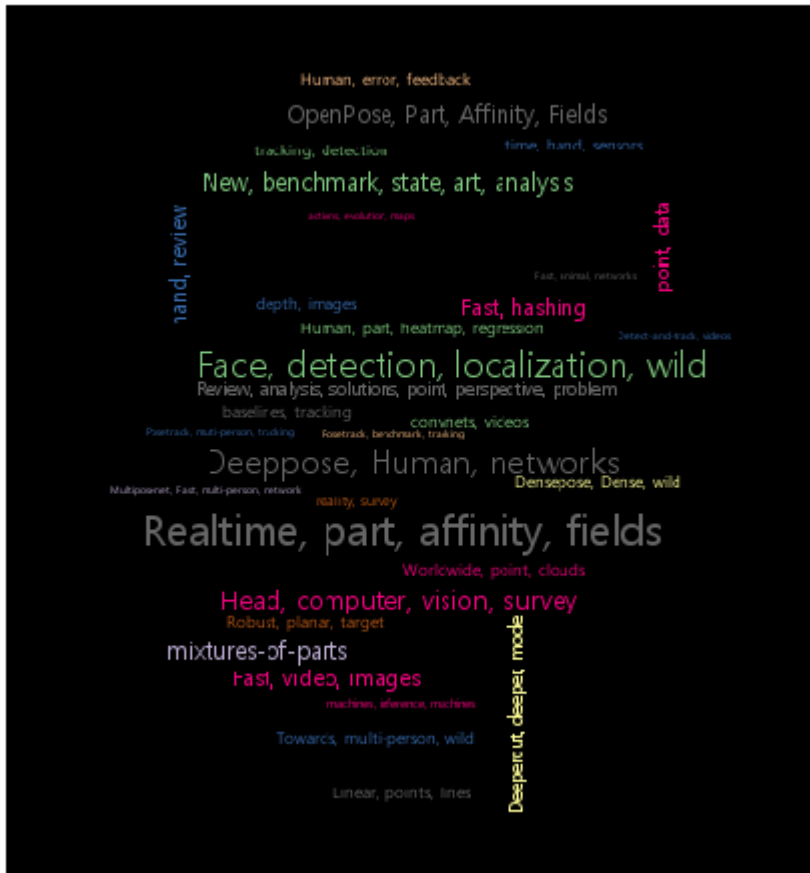 Human, error, feedback
OpenPose, Part, Affinity, Fields
tracking, detection
time, hand, sensors
New, benchmark, state, art, analysis
hand, review
actions, evolution, maps
point, data
Fast, animal, networks
depth, images
Fast, hashing
Human, part, heatmap, regression
Detect-and-track, videos
Face, detection, localization, wild
Review, analysis, solutions, point, perspective, problem
baselines, tracking
convnets, videos
Posetrack, multi-person, tracking
Posetrack, benchmark, tracking
Deeppose, Human, networks
Densepose, Dense, wild
Multiposenet, Fast, multi-person, network
reality, survey
Realtime, part, affinity, fields
Worldwide, point, clouds
Head, computer, vision, survey
Robust, planar, target
Deepercut, deeper, model
mixtures-of-parts
Fast, video, images
machines, inference, machines
Towards, multi-person, wild
Linear, points, lines